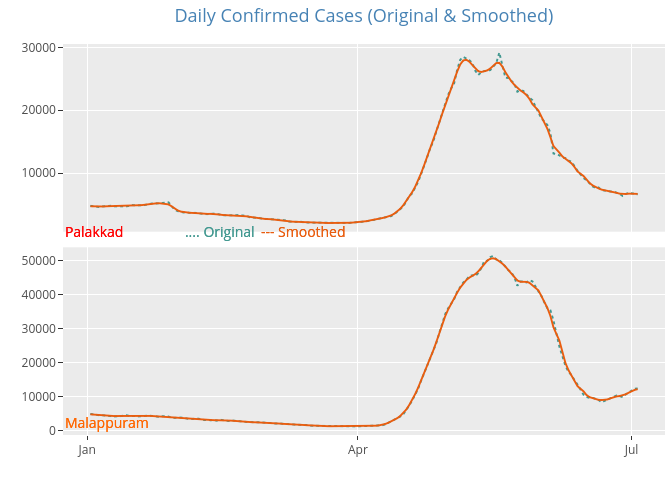 Daily Confirmed Cases (Original & Smoothed)
30000
20000
10000
Palakkad .... Original --- Smoothed
50000
40000
30000
20000
10000
0
Malappuram
Jan Apr Jul